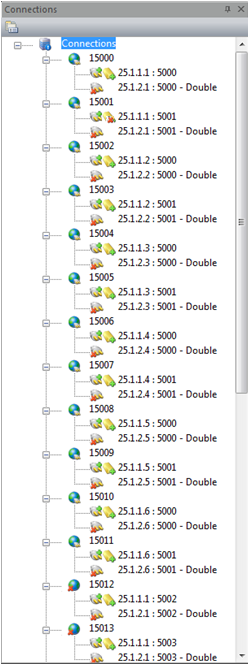 Connections
Connections
15000
25.1.1.1 : 5000
25.1.2.1 : 5000 - Double
15001
25.1.1.1 : 5001
25.1.2.1 : 5001 - Double
15002
25.1.1.2 : 5000
25.1.2.2 : 5000 - Double
15003
25.1.1.2 : 5001
25.1.2.2 : 5001 - Double
15004
25.1.1.3 : 5000
25.1.2.3 : 5000 - Double
15005
25.1.1.3 : 5001
25.1.2.3 : 5001 - Double
15006
25.1.1.4 : 5000
25.1.2.4 : 5000 - Double
15007
25.1.1.4 : 5001
25.1.2.4 : 5001 - Double
15008
25.1.1.5 : 5000
25.1.2.5 : 5000 - Double
15009
25.1.1.5 : 5001
25.1.2.5 : 5001 - Double
15010
25.1.1.6 : 5000
25.1.2.6 : 5000 - Double
15011
25.1.1.6 : 5001
25.1.2.6 : 5001 - Double
15012
25.1.1.1 : 5002
25.1.2.1 : 5002 - Double
15013
25.1.1.1 : 5003
25.1.2.1 : 5003 - Double